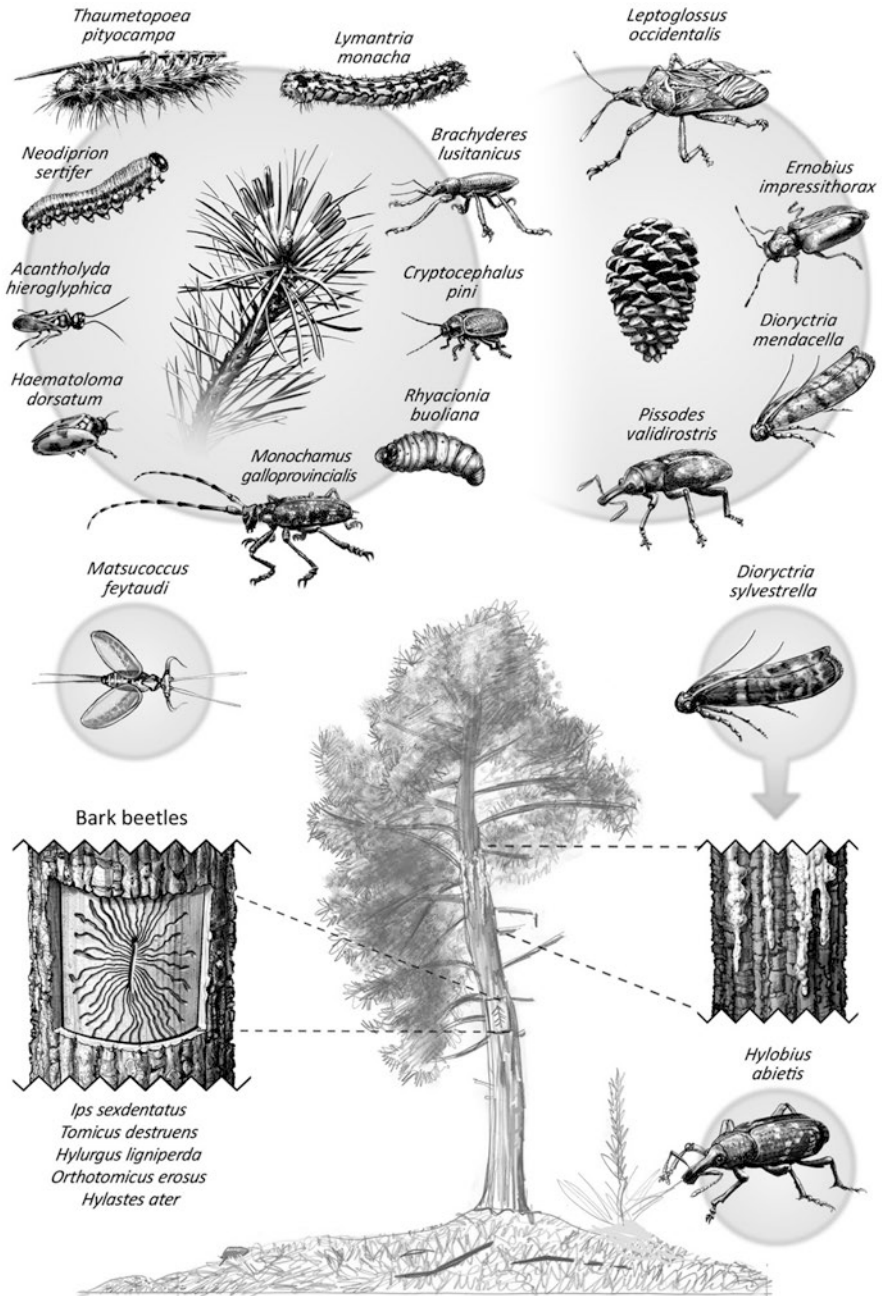 Thaumetopoea
pityocampa
Lymantria
monacha
Leptoglossus
occidentalis
Neodiprion
sertifer
Brachyderes
lusitanicus
Ernobius
impressithorax
Acantholyda
hieroglyphica
Cryptocephalus
pini
Dioryctria
mendacella
Haematoloma
dorsatum
Rhyacionia
buoliana
Pissodes
validirostris
Monochamus
galloprovincialis
Matsucoccus
feytaudi
Dioryctria
sylvestrella
Bark beetles
Hylobius
abietis
Ips sexdentatus
Tomicus destruens
Hylurgus ligniperda
Orthotomicus erosus
Hylastes ater